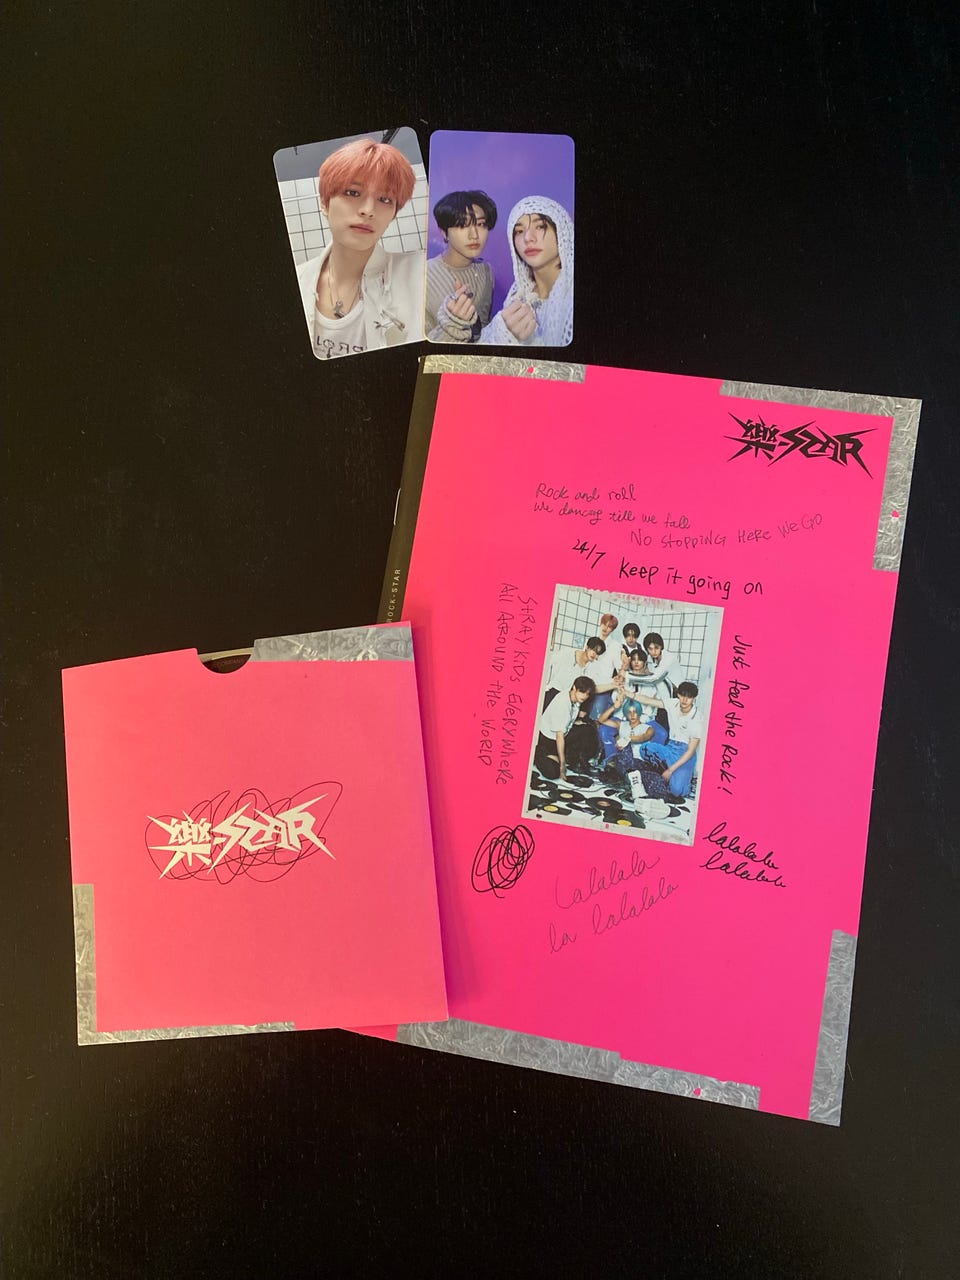 樂-STAR
Rock and roll
We dancing till we fall
No stopping Here We Go
24/7
Keep it going on
StRAY KiDS EVERYWHERE
All AROUND tHE WORLD
Just feel the Rock!
lalalala
lalalala
Lalalala
la lalalala
ROCK-STAR
樂-STAR